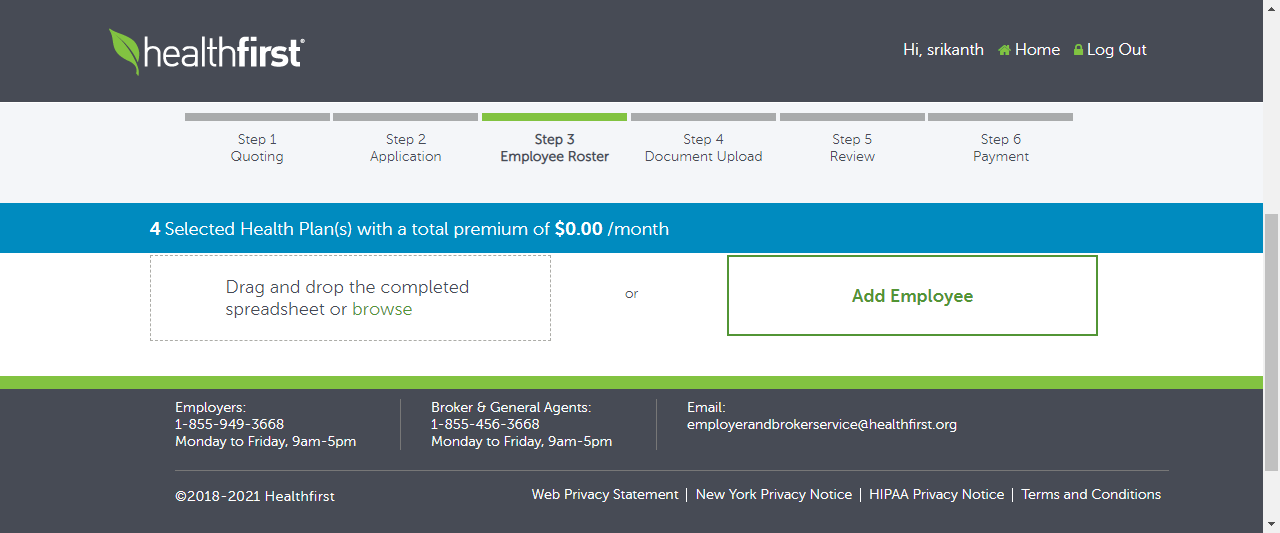 healthfirst®
Hi, srikanth Home Log Out
Step 1
Quoting
Step 2
Application
Step 3
Employee Roster
Step 4
Document Upload
Step 5
Review
Step 6
Payment
4 Selected Health Plan(s) with a total premium of $0.00 /month
Drag and drop the completed
spreadsheet or browse
or
Add Employee
Employers:
1-855-949-3668
Monday to Friday, 9am-5pm
Broker & General Agents:
1-855-456-3668
Monday to Friday, 9am-5pm
Email:
employerandbrokerservice@healthfirst.org
©2018-2021 Healthfirst
Web Privacy Statement | New York Privacy Notice | HIPAA Privacy Notice | Terms and Conditions